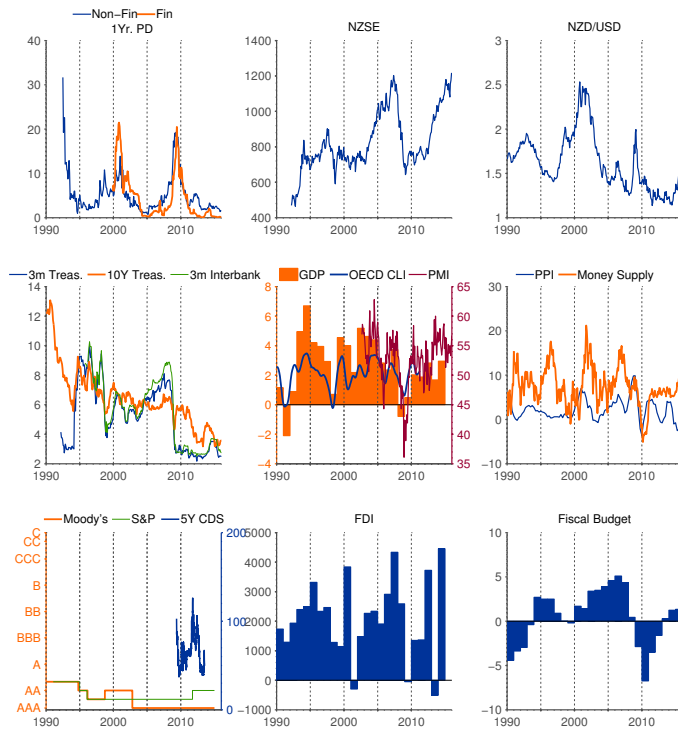 Non-Fin Fin
1Yr. PD
40
30
20
10
0
1990 2000 2010
NZSE
1400
1200
1000
800
600
400
1990 2000 2010
NZD/USD
3
2.5
2
1.5
1
1990 2000 2010
3m Treas. 10Y Treas. 3m Interbank
14
12
10
8
6
4
2
1990 2000 2010
GDP OECD CLI PMI
8
6
4
2
0
−2
−4
65
60
55
50
45
40
35
1990 2000 2010
PPI Money Supply
30
20
10
0
−10
1990 2000 2010
Moody's S&P 5Y CDS
C
CC
CCC
B
BB
BBB
A
AA
AAA
200
100
0
1990 2000 2010
FDI
5000
4000
3000
2000
1000
0
−1000
1990 2000 2010
Fiscal Budget
10
5
0
−5
−10
1990 2000 2010